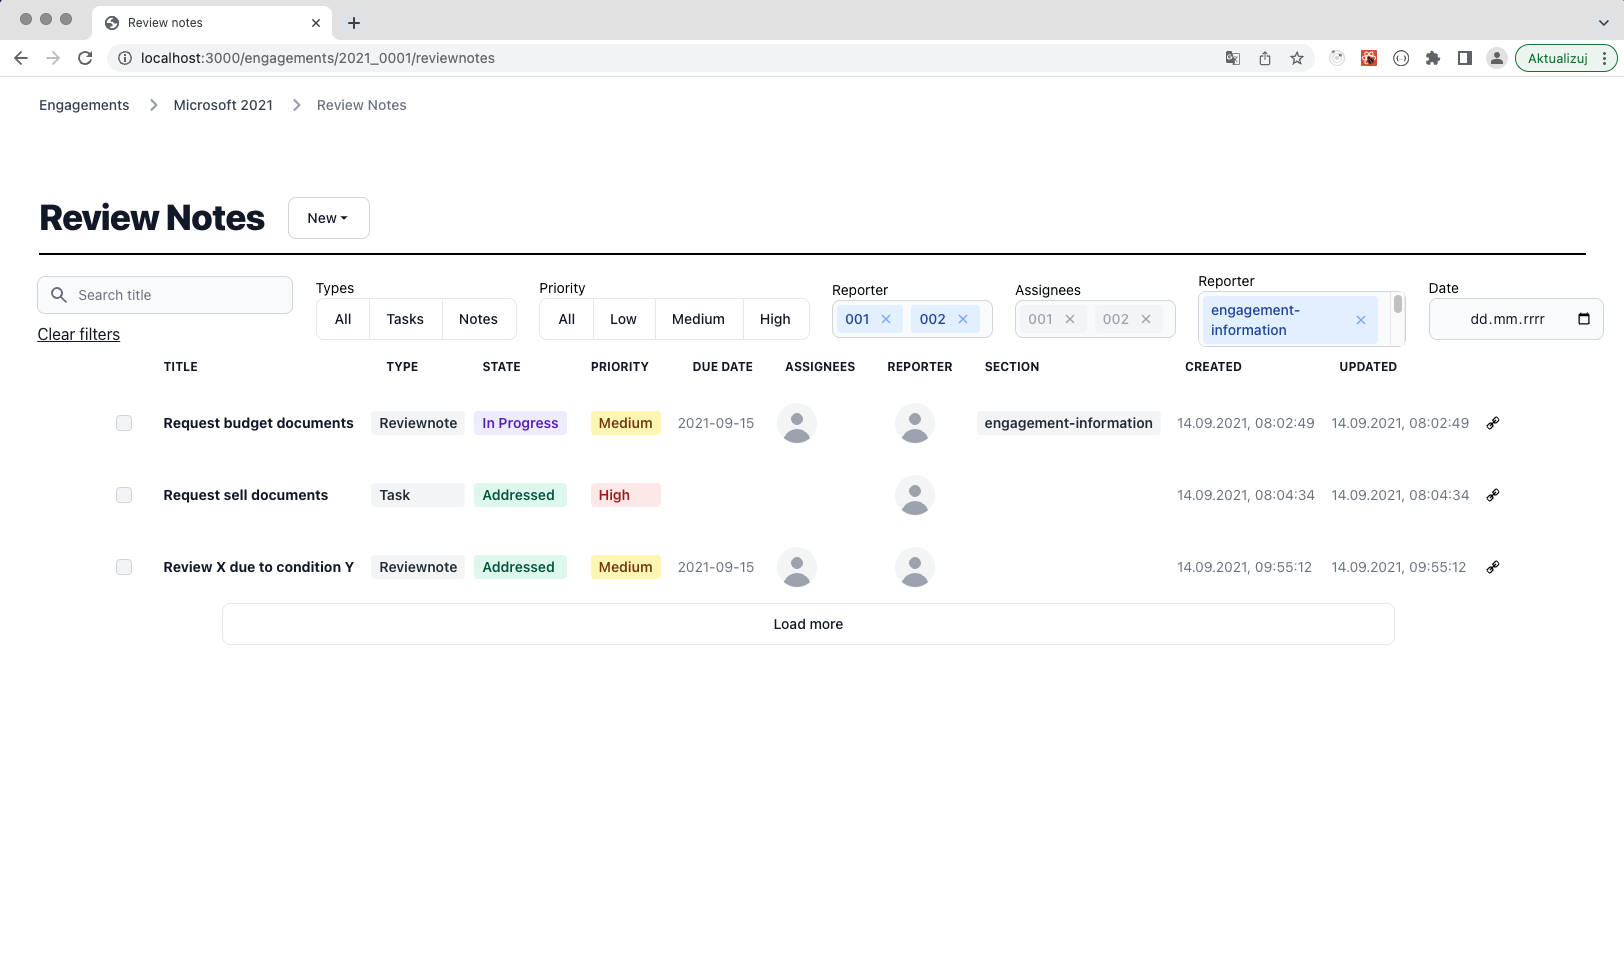 Review notes
localhost:3000/engagements/2021_0001/reviewnotes
Aktualizuj
Engagements Microsoft 2021 Review Notes
Review Notes New
Search title
Clear filters
Types
All Tasks Notes
Priority
All Low Medium High
Reporter
001 002
Assignees
001 002
Reporter
engagement-
information
Date
dd.mm.rrrr
TITLE TYPE STATE PRIORITY DUE DATE ASSIGNEES REPORTER SECTION CREATED UPDATED
Request budget documents Reviewnote In Progress Medium 2021-09-15 engagement-information 14.09.2021, 08:02:49 14.09.2021, 08:02:49
Request sell documents Task Addressed High 14.09.2021, 08:04:34 14.09.2021, 08:04:34
Review X due to condition Y Reviewnote Addressed Medium 2021-09-15 14.09.2021, 09:55:12 14.09.2021, 09:55:12
Load more